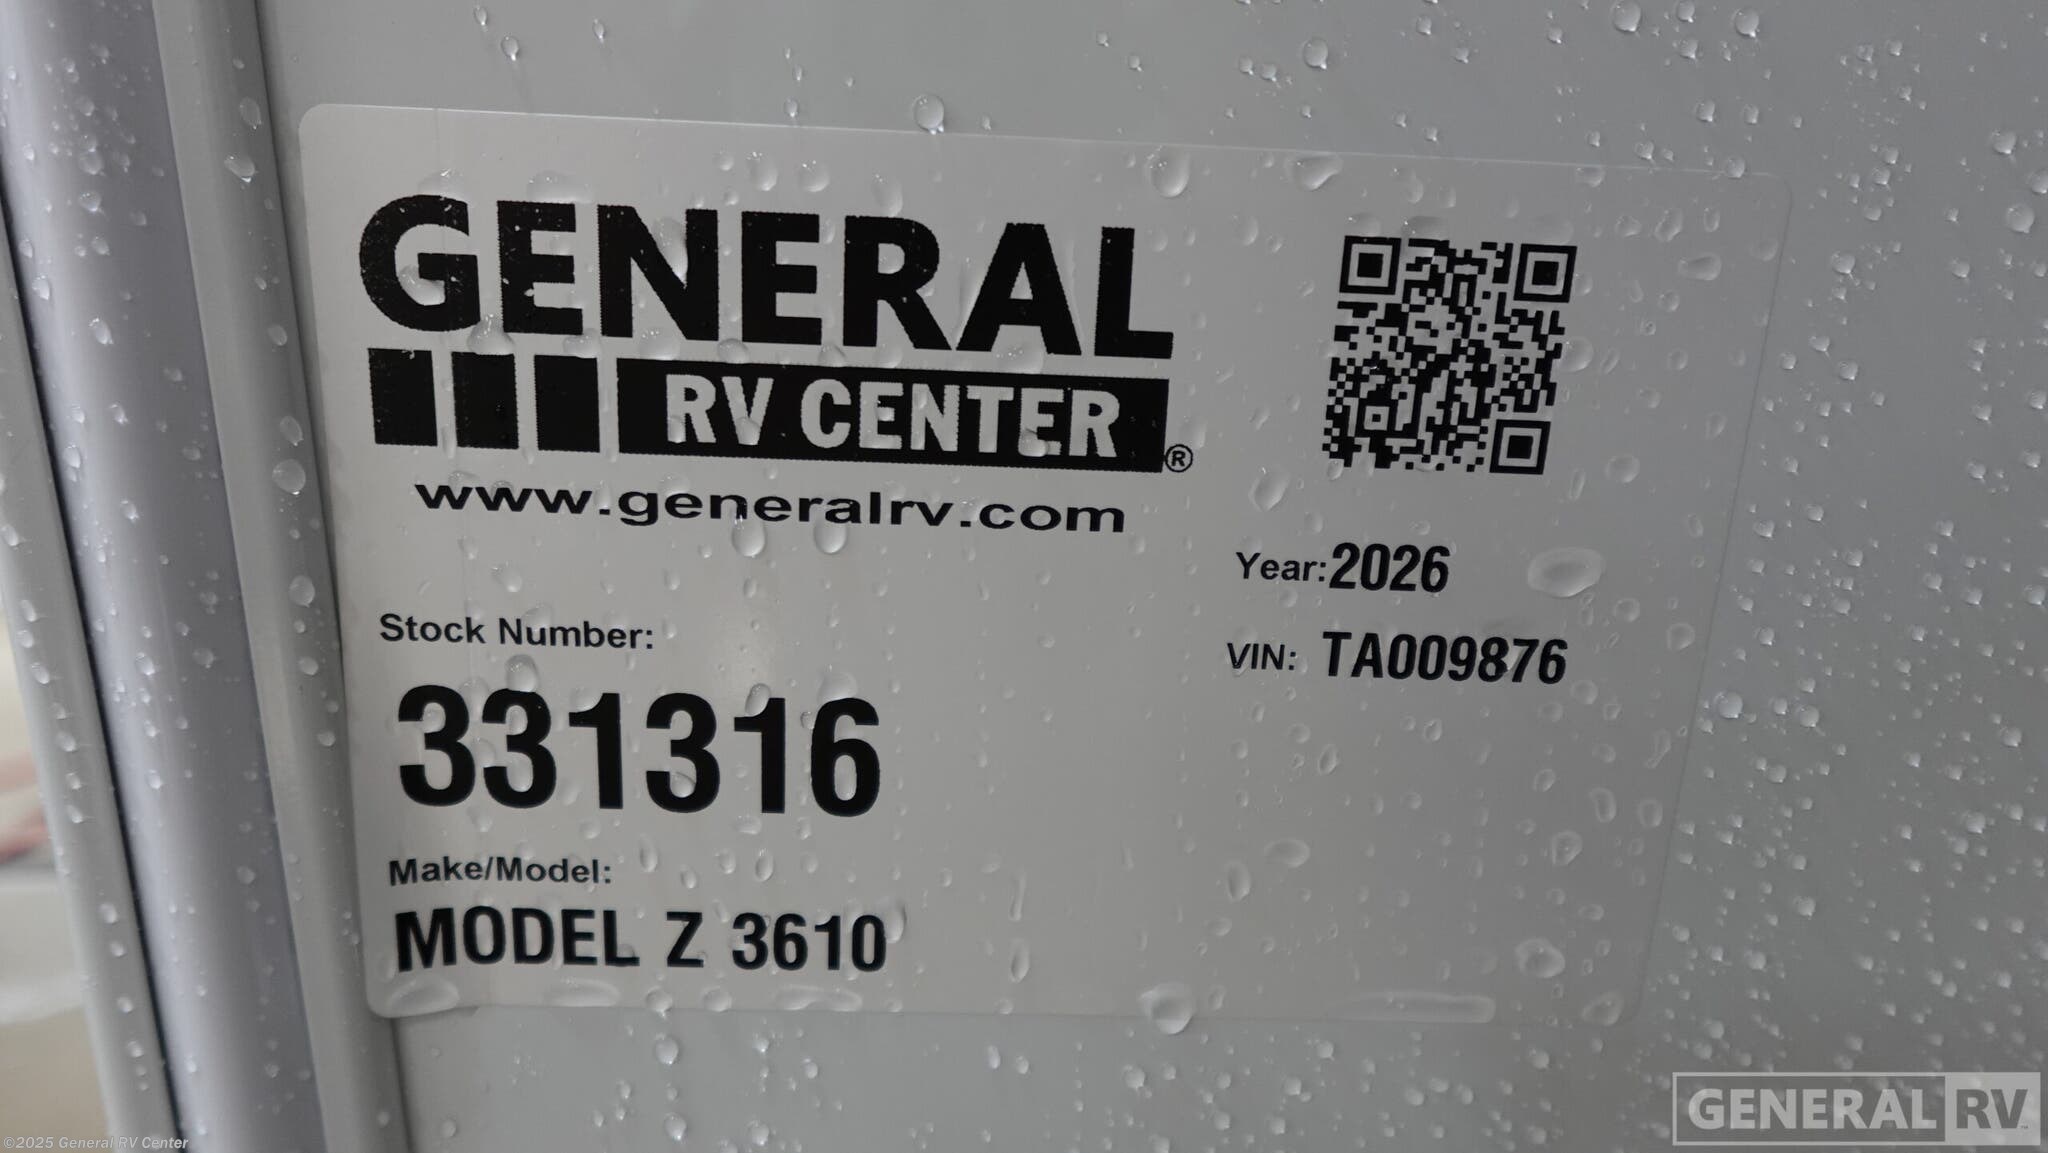 GENERAL
RV CENTER®
www.generalrv.com
Year:2026
VIN: TA009876
Stock Number:
331316
Make/Model:
MODEL Z 3610
GENERAL RV™
©2025 General RV Center